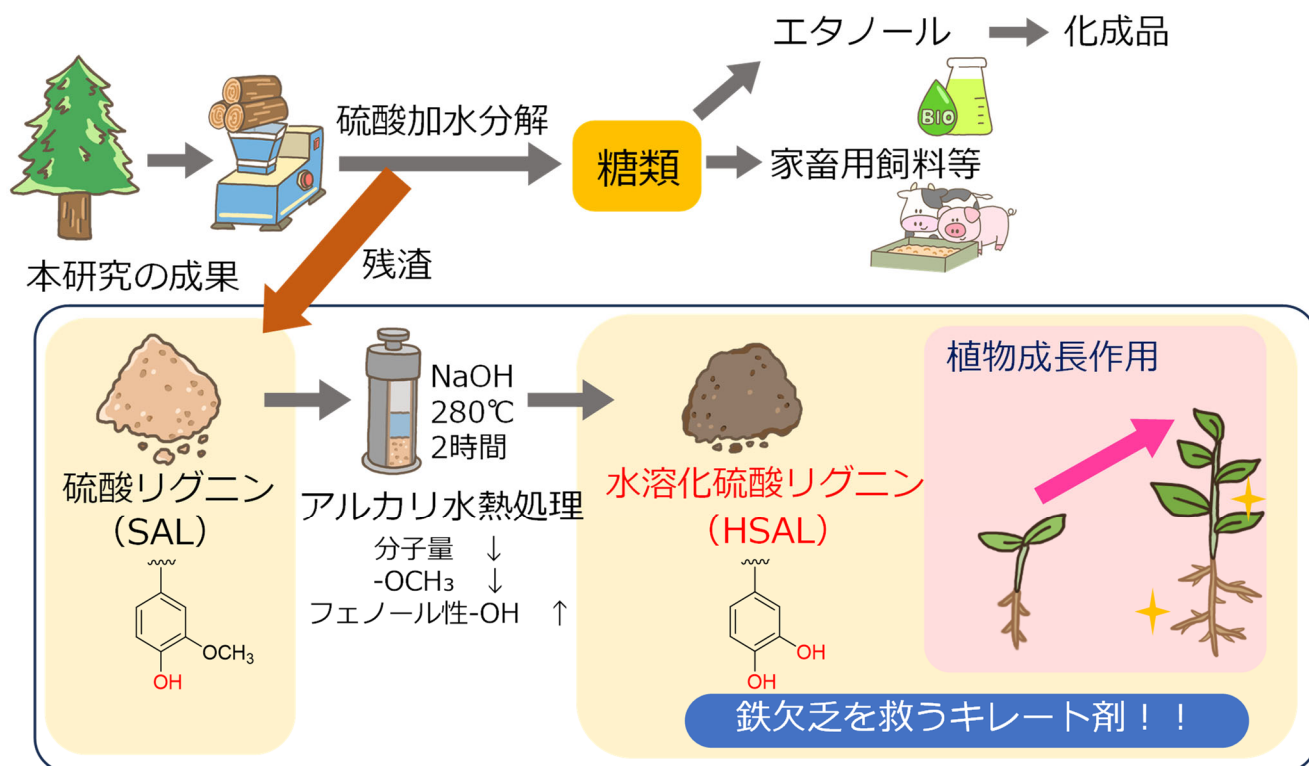 エタノール
化成品
BIO
硫酸加水分解
糖類
家畜用飼料等
残渣
本研究の成果
硫酸リグニン
（SAL）
OCH₃
OH
NaOH
280℃
2時間
アルカリ水熱処理
分子量 ↓
-OCH₃ ↓
フェノール性-OH ↑
水溶化硫酸リグニン
（HSAL）
OH
OH
植物成長作用
鉄欠乏を救うキレート剤！！